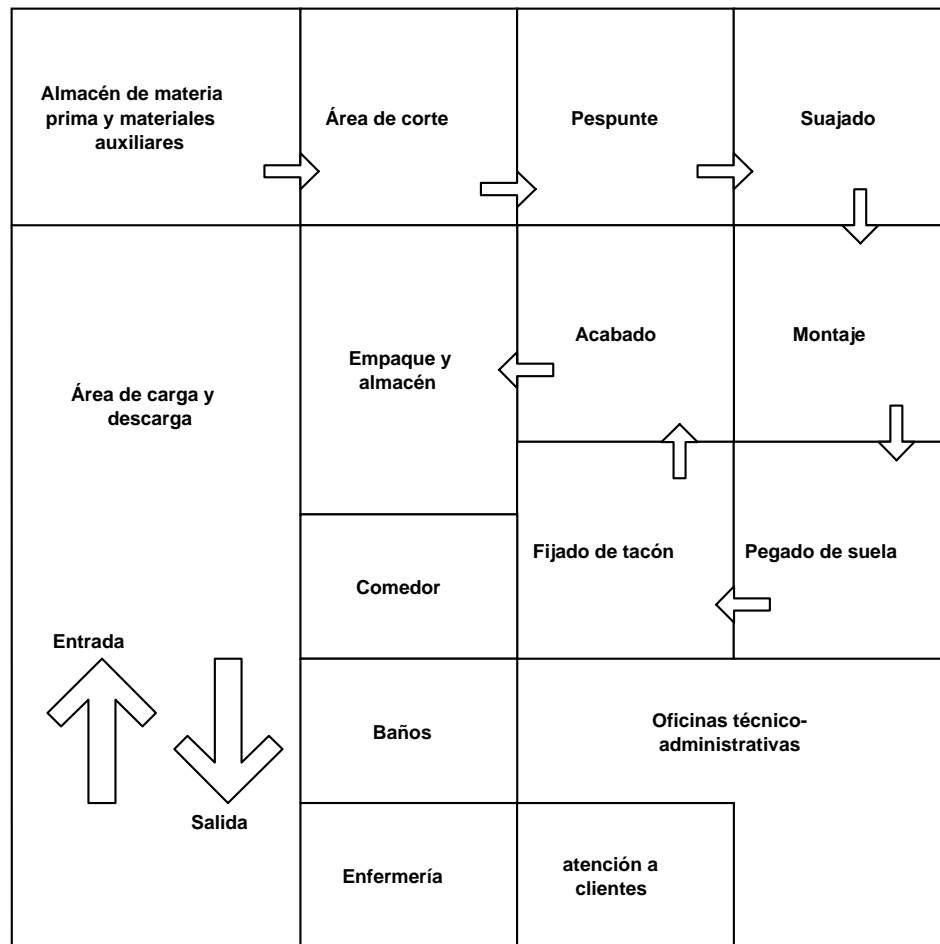 Almacén de materia
prima y materiales
auxiliares
Área de corte
Pespunte
Suajado
Área de carga y
descarga
Empaque y
almacén
Acabado
Montaje
Comedor
Fijado de tacón
Pegado de suela
Entrada
Salida
Baños
Oficinas técnico-
administrativas
Enfermería
atención a
clientes